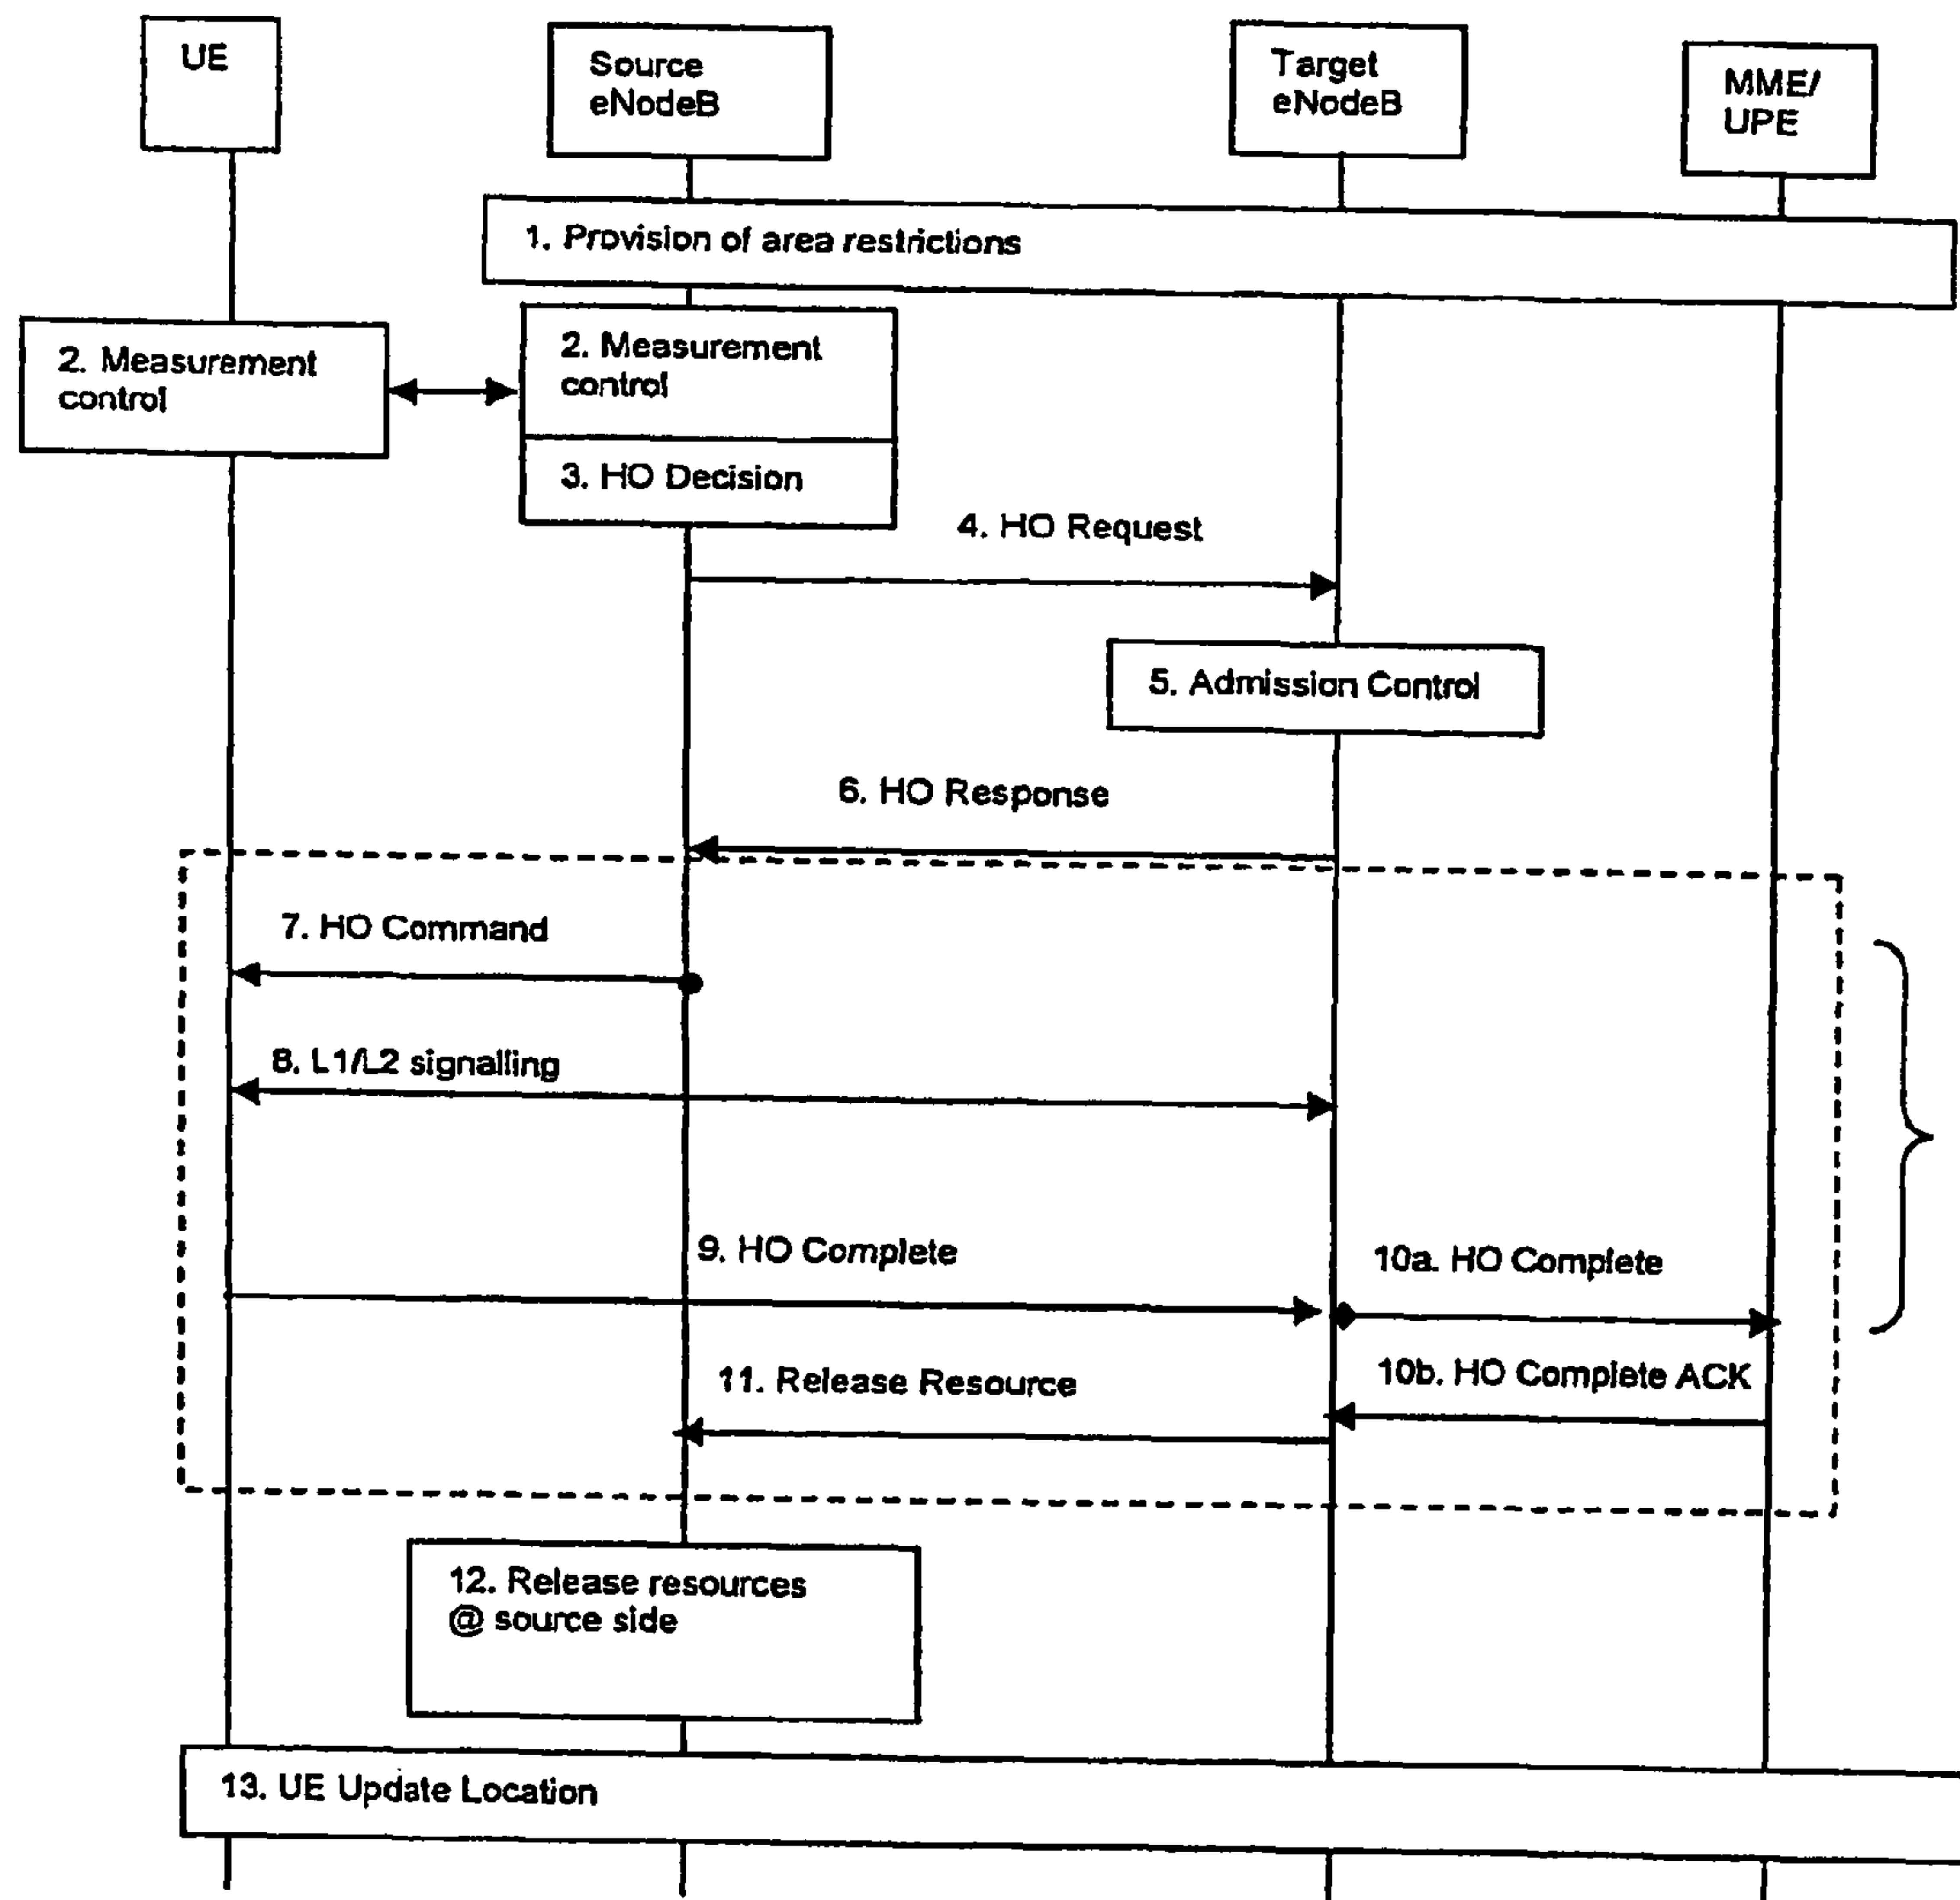 UE
Source
eNodeB
Target
eNodeB
MME/
UPE
1. Provision of area restrictions
2. Measurement
control
2. Measurement
control
3. HO Decision
4. HO Request
5. Admission Control
6. HO Response
7. HO Command
8. L1/L2 signalling
9. HO Complete
10a. HO Complete
11. Release Resource
10b. HO Complete ACK
12. Release resources
@ source side
13. UE Update Location